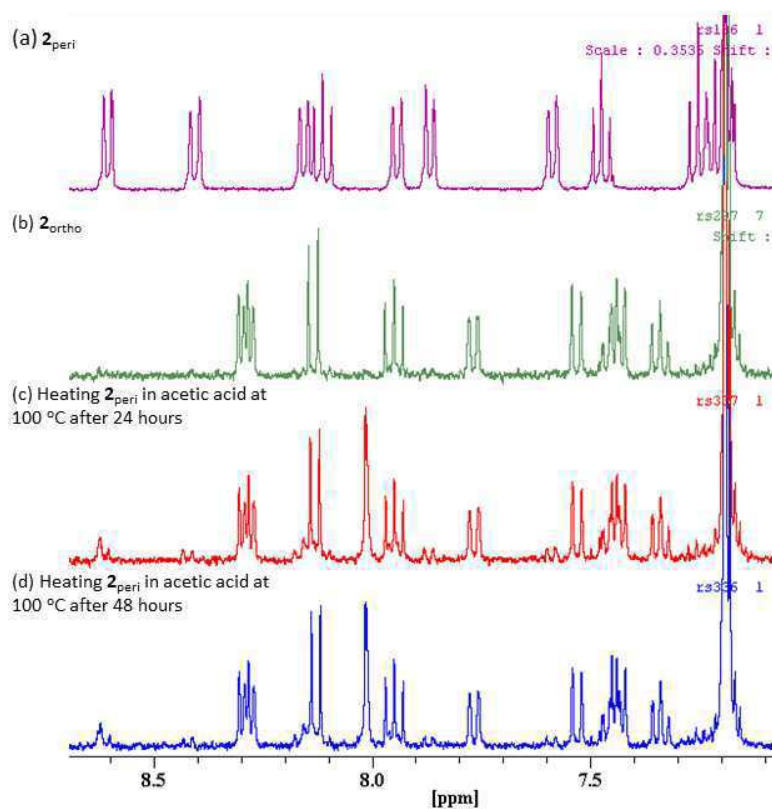 (a) 2peri
rs136 1
Scale : 0.3535 Shift :
(b) 2ortho
7
Shift :
(c) Heating 2peri in acetic acid at
100 °C after 24 hours
rs337 1
(d) Heating 2peri in acetic acid at
100 °C after 48 hours
rs336 1
8.5 8.0 7.5
[ppm]